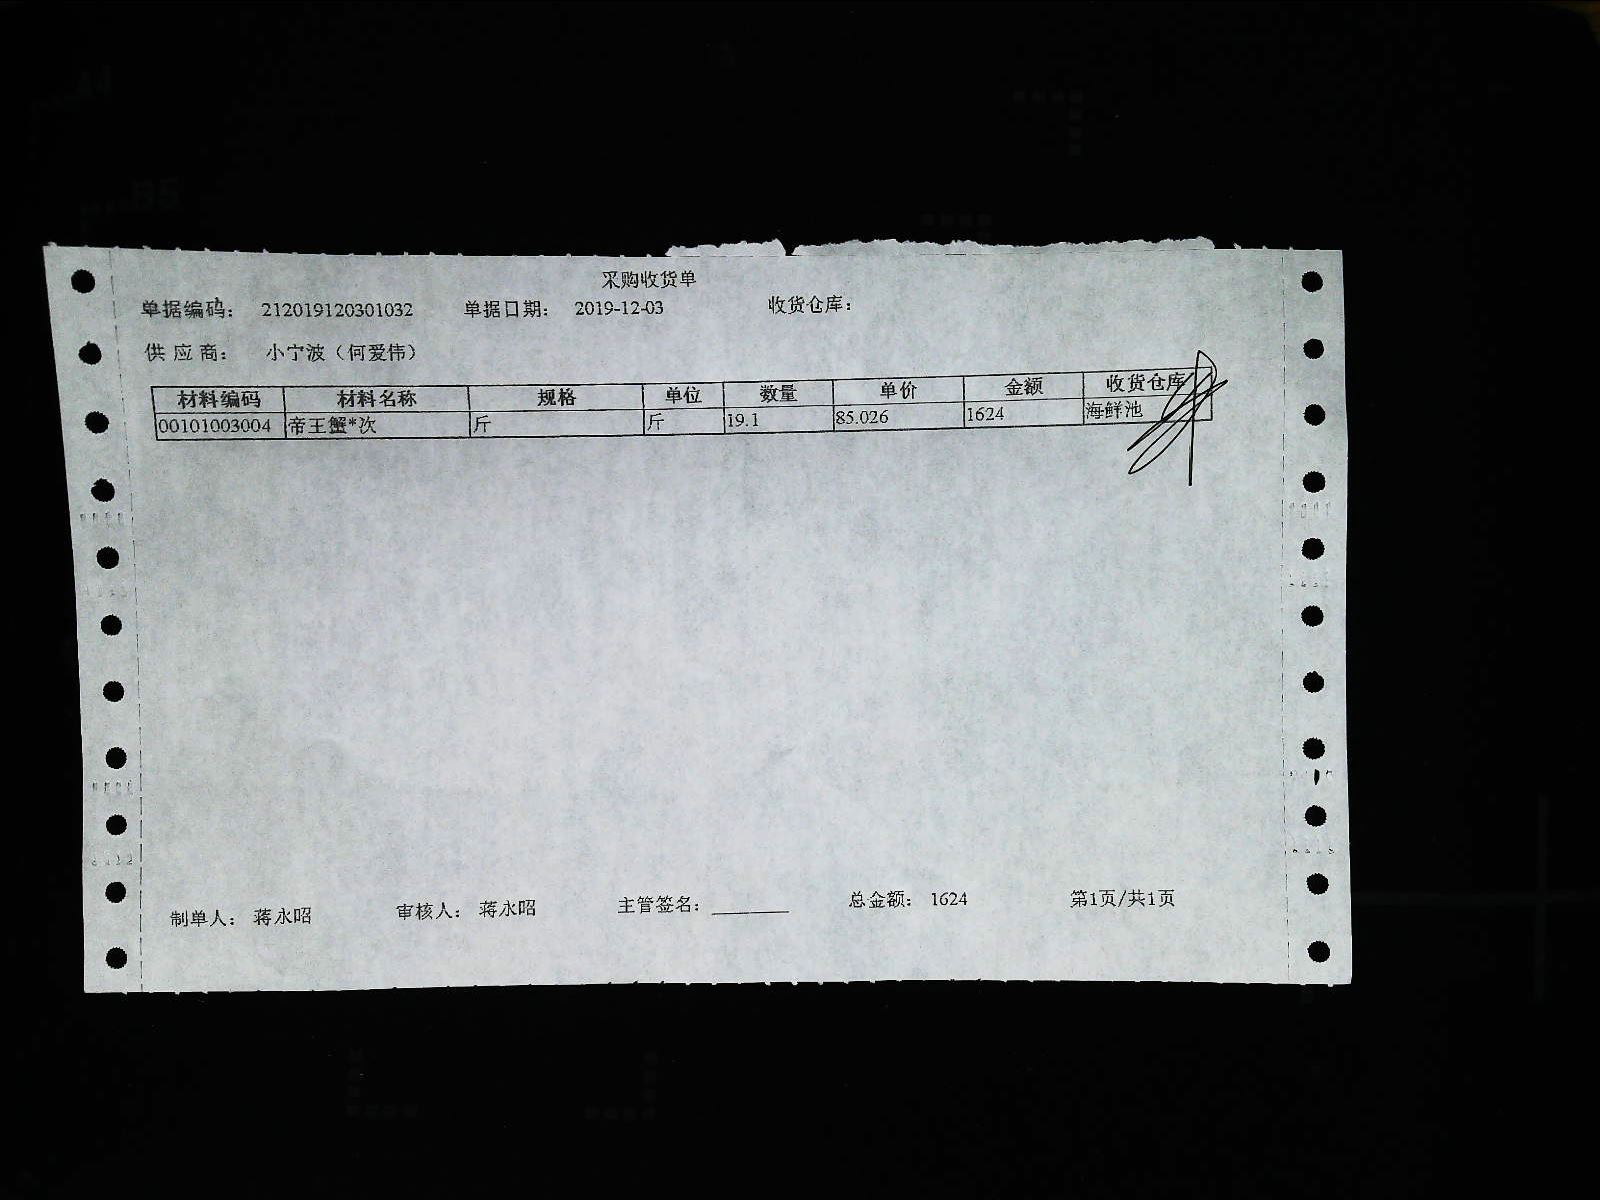 采购收货单
单据编码： 212019120301032 单据日期： 2019-12-03 收货仓库：
供应商： 小宁波（何爱伟）
材料编码 材料名称 规格 单位 数量 单价 金额 收货仓库
00101003004 帝王蟹*次 斤 斤 19.1 85.026 1624 海鲜池
制单人： 蒋永昭 审核人： 蒋永昭 主管签名： ________ 总金额： 1624 第1页/共1页